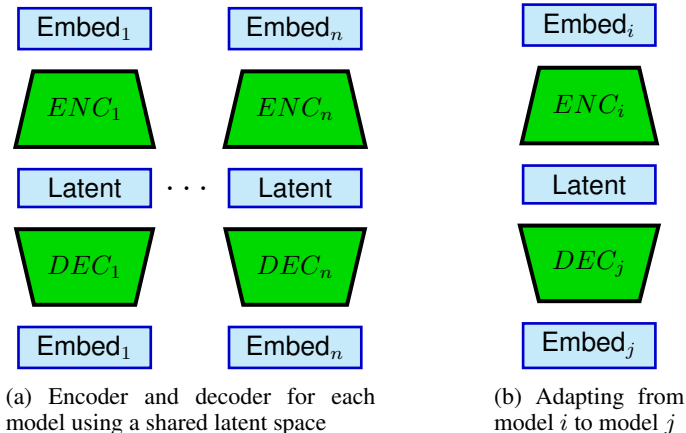 Embed₁ Embedₙ Embedᵢ
ENC₁ ENCₙ ENCᵢ
Latent · · · Latent Latent
DEC₁ DECₙ DECⱼ
Embed₁ Embedₙ Embedⱼ
(a) Encoder and decoder for each
model using a shared latent space
(b) Adapting from
model i to model j